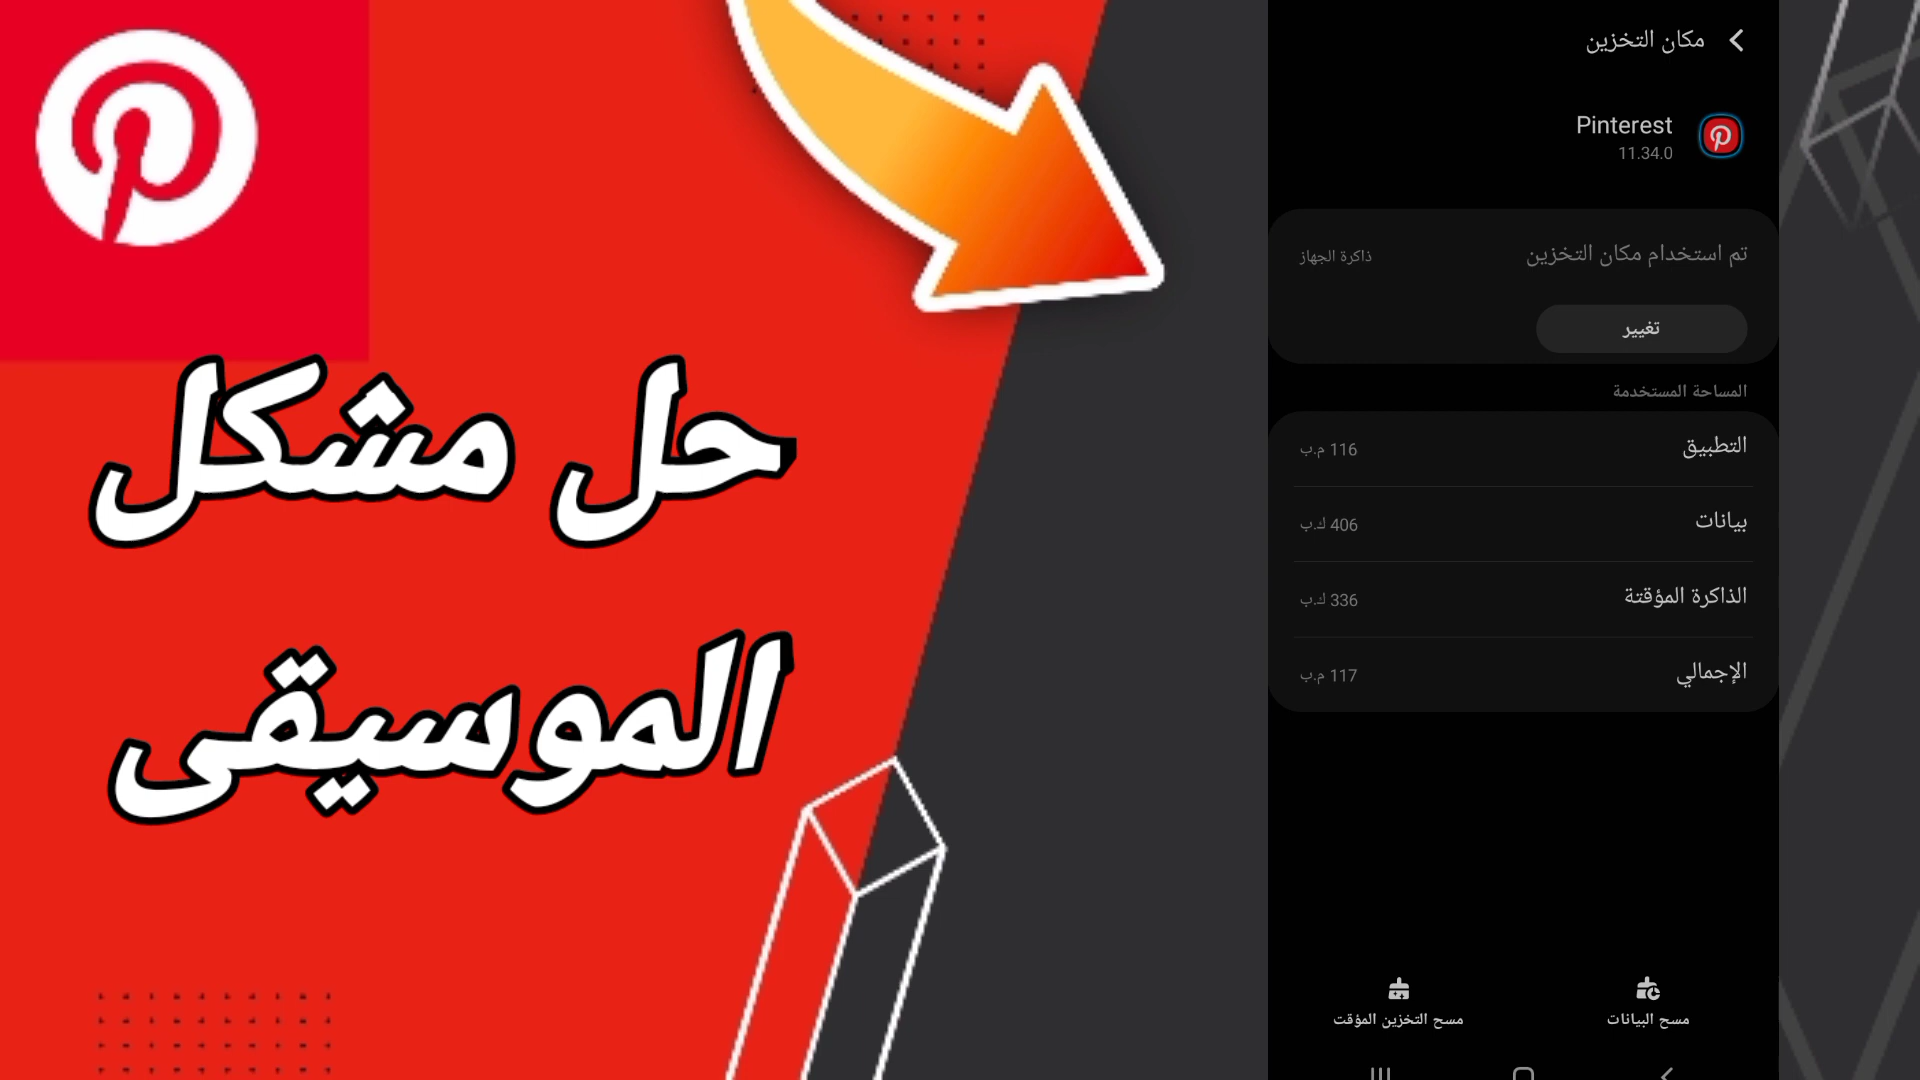 حل مشكل
الموسيقى
مكان التخزين
Pinterest
11.34.0
تم استخدام مكان التخزين
ذاكرة الجهاز
تغيير
المساحة المستخدمة
التطبيق
116 م.ب
بيانات
406 ك.ب
الذاكرة المؤقتة
336 ك.ب
الإجمالي
117 م.ب
مسح البيانات
مسح التخزين المؤقت